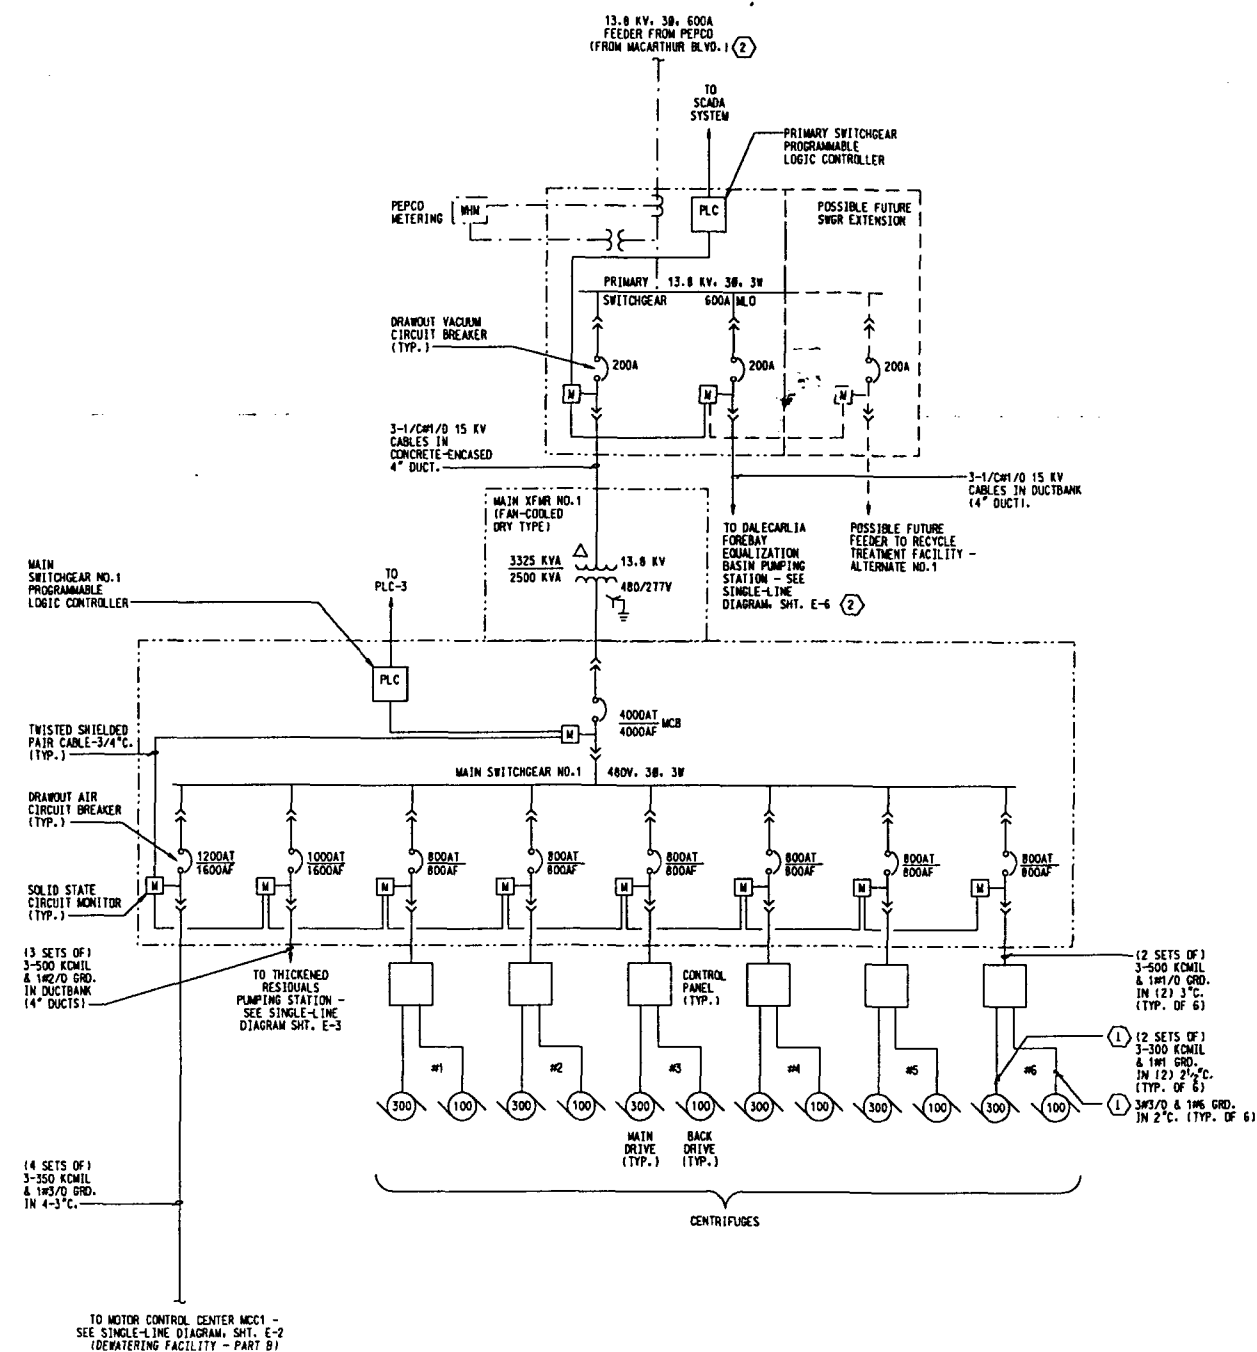 13.8 KV. 3Ø. 600A
FEEDER FROM PEPCO
(FROM MACARTHUR BLVD.) 2
TO
SCADA
SYSTEM
PRIMARY SWITCHGEAR
PROGRAMMABLE
LOGIC CONTROLLER
PEPCO
METERING
WHM
PLC
POSSIBLE FUTURE
SWGR EXTENSION
PRIMARY 13.8 KV. 3Ø. 3W
SWITCHGEAR 600A MLO
DRAWOUT VACUUM
CIRCUIT BREAKER
(TYP.)
200A
200A
200A
M
M
M
3-1/C#1/0 15 KV
CABLES IN
CONCRETE-ENCASED
4" DUCT.
3-1/C#1/0 15 KV
CABLES IN DUCTBANK
(4" DUCT).
MAIN XFMR NO.1
(FAN-COOLED
DRY TYPE)
3325 KVA
2500 KVA
13.8 KV
480/277V
TO DALECARLIA
FOREBAY
EQUALIZATION
BASIN PUMPING
STATION - SEE
SINGLE-LINE
DIAGRAM, SHT. E-6 2
POSSIBLE FUTURE
FEEDER TO RECYCLE
TREATMENT FACILITY -
ALTERNATE NO.1
MAIN
SWITCHGEAR NO.1
PROGRAMMABLE
LOGIC CONTROLLER
TO
PLC-3
PLC
4000AT
4000AF
MCB
M
TWISTED SHIELDED
PAIR CABLE-3/4"C.
(TYP.)
MAIN SWITCHGEAR NO.1 480V. 3Ø. 3W
DRAWOUT AIR
CIRCUIT BREAKER
(TYP.)
1200AT
1600AF
1000AT
1600AF
800AT
800AF
800AT
800AF
800AT
800AF
800AT
800AF
800AT
800AF
800AT
800AF
SOLID STATE
CIRCUIT MONITOR
(TYP.)
M
M
M
M
M
M
M
M
(3 SETS OF)
3-500 KCMIL
& 1#2/0 GRD.
IN DUCTBANK
(4" DUCTS)
TO THICKENED
RESIDUALS
PUMPING STATION -
SEE SINGLE-LINE
DIAGRAM SHT. E-3
CONTROL
PANEL
(TYP.)
(2 SETS OF)
3-500 KCMIL
& 1#1/0 GRD.
IN (2) 3"C.
(TYP. OF 6)
1 (2 SETS OF)
3-300 KCMIL
& 1#1 GRD.
IN (2) 2½"C.
(TYP. OF 6)
1 3#3/0 & 1#6 GRD.
IN 2"C. (TYP. OF 6)
#1
#2
#3
#4
#5
#6
300
100
300
100
300
100
300
100
300
100
300
100
MAIN
DRIVE
(TYP.)
BACK
DRIVE
(TYP.)
(4 SETS OF)
3-350 KCMIL
& 1#3/0 GRD.
IN 4-3"C.
CENTRIFUGES
TO MOTOR CONTROL CENTER MCC1 -
SEE SINGLE-LINE DIAGRAM, SHT. E-2
(DEWATERING FACILITY - PART B)